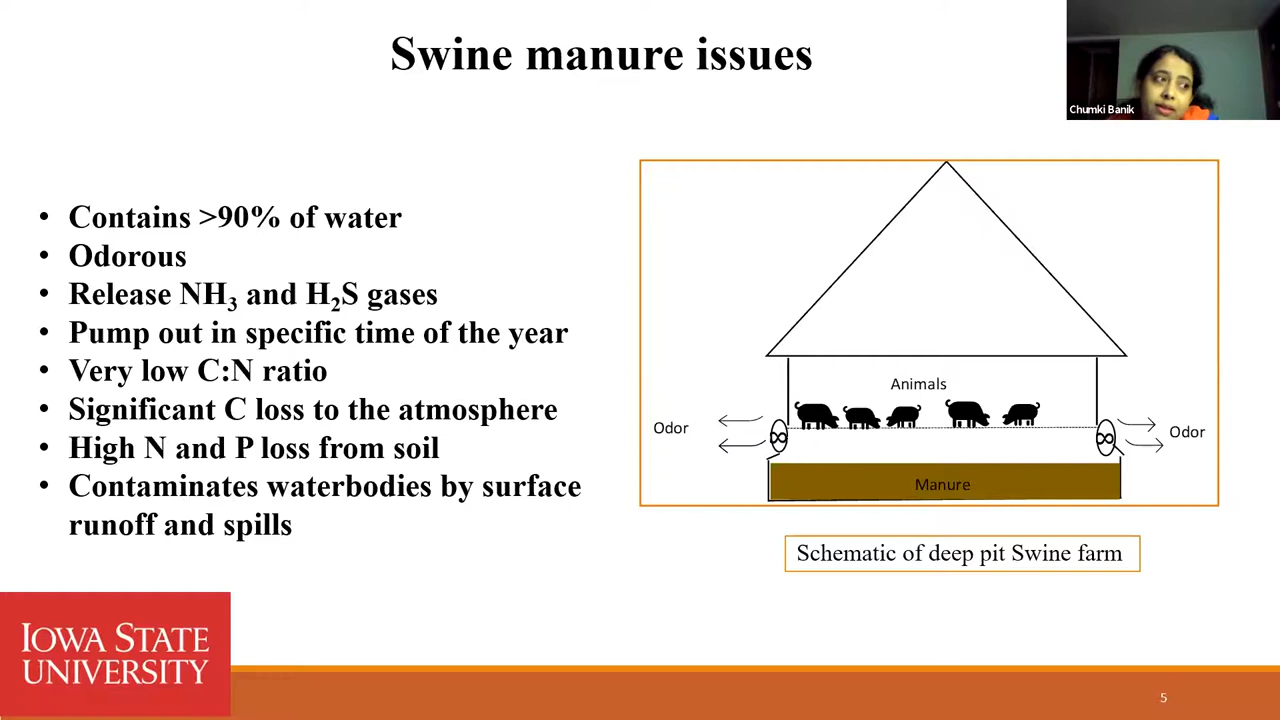 Swine manure issues
Chumki Banik
• Contains >90% of water
• Odorous
• Release NH₃ and H₂S gases
• Pump out in specific time of the year
• Very low C:N ratio
• Significant C loss to the atmosphere
• High N and P loss from soil
• Contaminates waterbodies by surface
runoff and spills
Animals
Odor
Odor
Manure
Schematic of deep pit Swine farm
IOWA STATE
UNIVERSITY
5